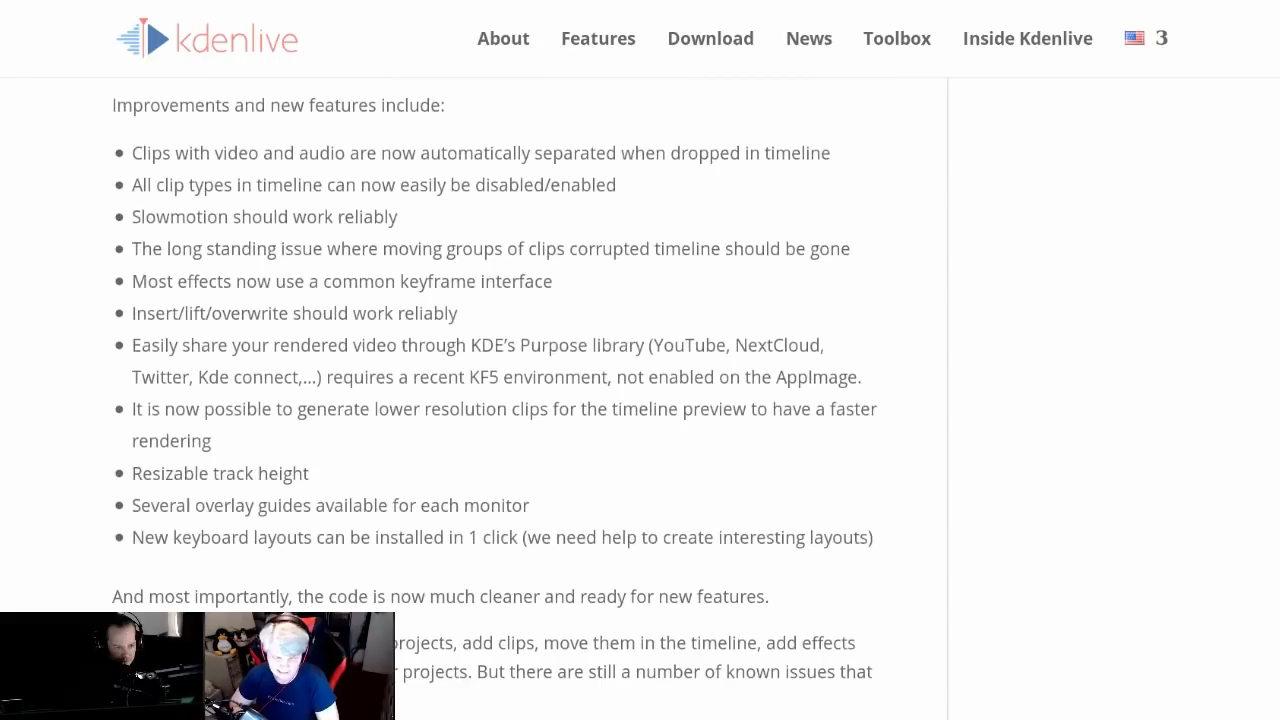 kdenlive
About Features Download News Toolbox Inside Kdenlive 3
Improvements and new features include:
Clips with video and audio are now automatically separated when dropped in timeline
All clip types in timeline can now easily be disabled/enabled
Slowmotion should work reliably
The long standing issue where moving groups of clips corrupted timeline should be gone
Most effects now use a common keyframe interface
Insert/lift/overwrite should work reliably
Easily share your rendered video through KDE’s Purpose library (YouTube, NextCloud,
Twitter, Kde connect,…) requires a recent KF5 environment, not enabled on the AppImage.
It is now possible to generate lower resolution clips for the timeline preview to have a faster
rendering
Resizable track height
Several overlay guides available for each monitor
New keyboard layouts can be installed in 1 click (we need help to create interesting layouts)
And most importantly, the code is now much cleaner and ready for new features.
projects, add clips, move them in the timeline, add effects
projects. But there are still a number of known issues that